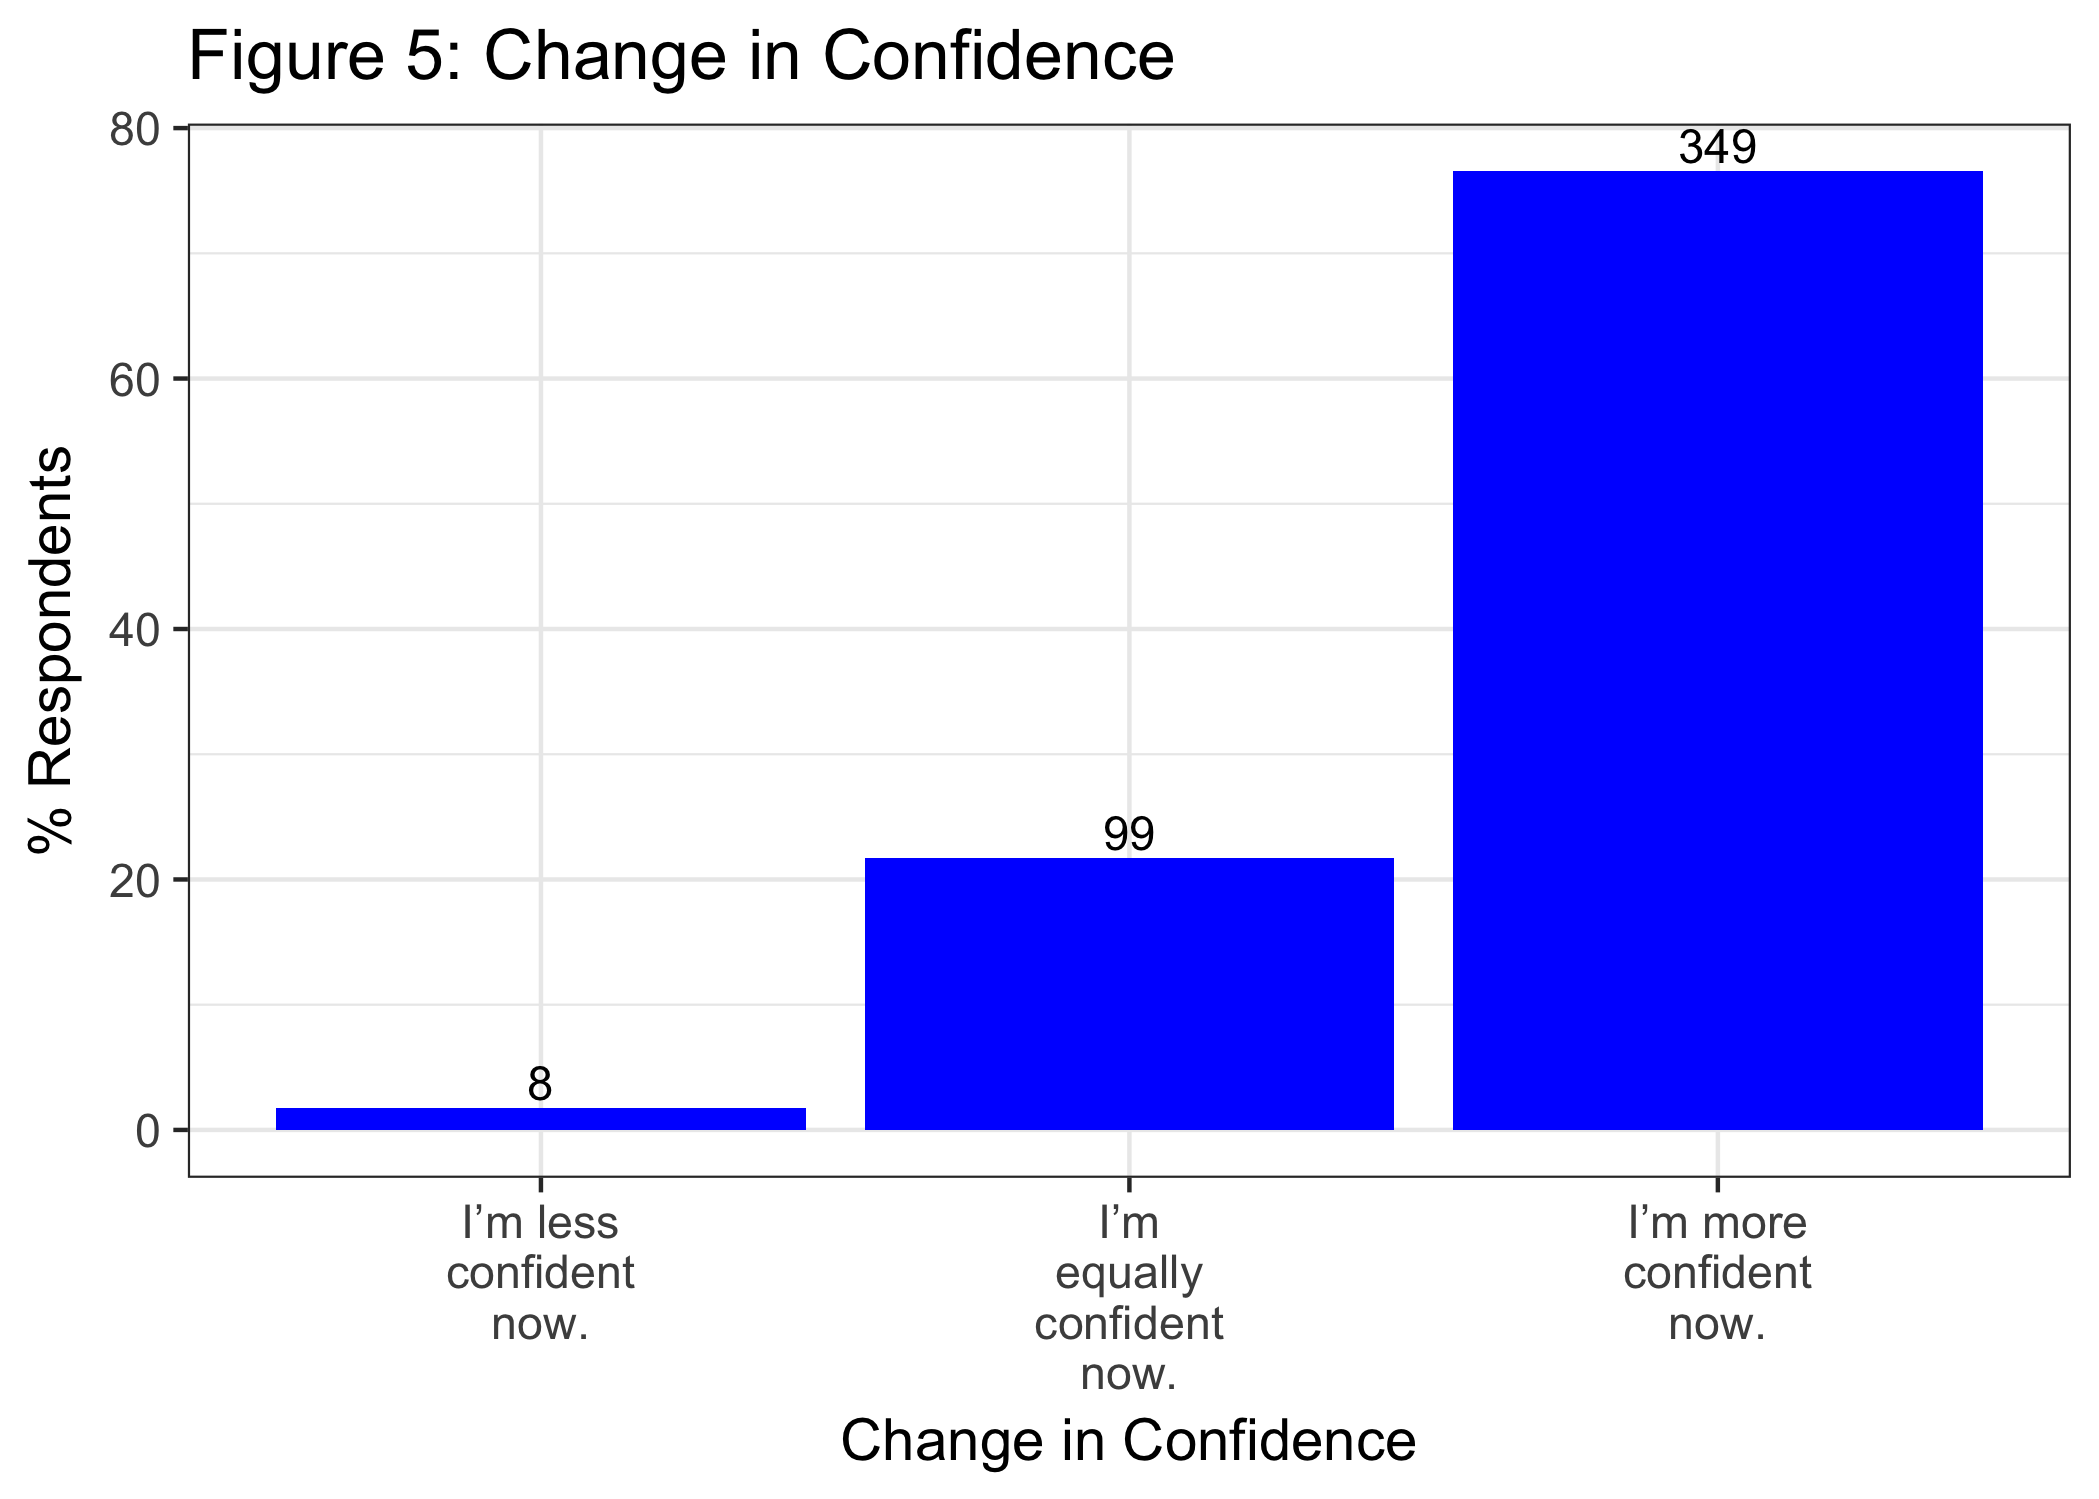 Figure 5: Change in Confidence
80
60
40
20
0
% Respondents
8
99
349
I’m less
confident
now.
I’m
equally
confident
now.
I’m more
confident
now.
Change in Confidence